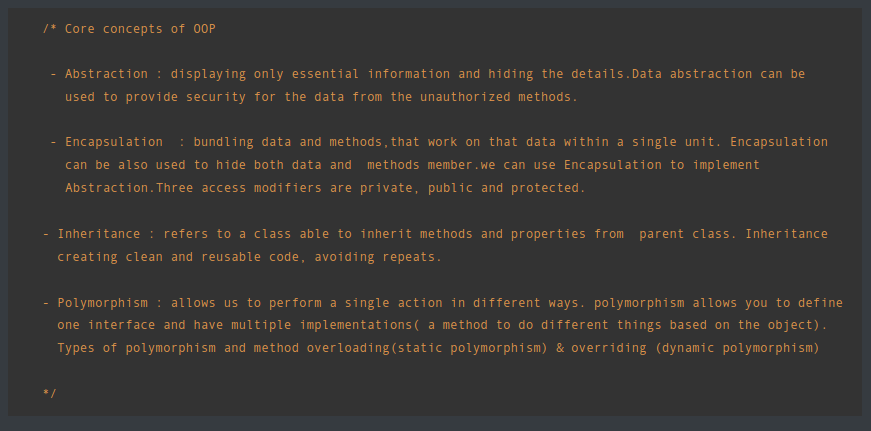 /* Core concepts of OOP
- Abstraction : displaying only essential information and hiding the details.Data abstraction can be
used to provide security for the data from the unauthorized methods.
- Encapsulation  : bundling data and methods,that work on that data within a single unit. Encapsulation
can be also used to hide both data and  methods member.we can use Encapsulation to implement
Abstraction.Three access modifiers are private, public and protected.
- Inheritance : refers to a class able to inherit methods and properties from  parent class. Inheritance
creating clean and reusable code, avoiding repeats.
- Polymorphism : allows us to perform a single action in different ways. polymorphism allows you to define
one interface and have multiple implementations( a method to do different things based on the object).
Types of polymorphism and method overloading(static polymorphism) & overriding (dynamic polymorphism)
*/